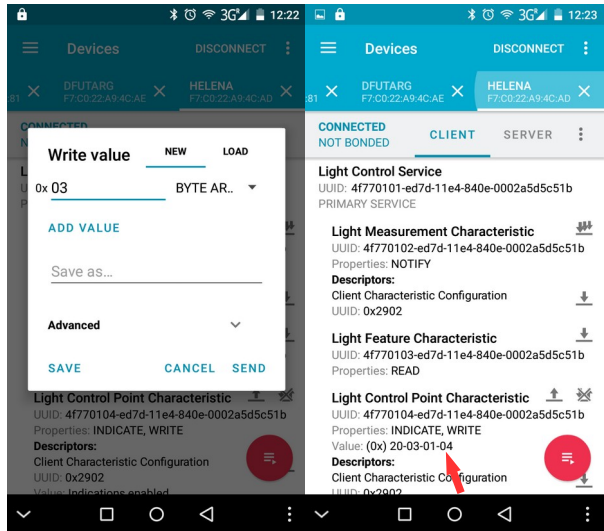 3G 12:22
Devices
DISCONNECT
:81
DFUTARG
F7:C0:22:A9:4C:AE
HELENA
F7:C0:22:A9:4C:AD
CONNECTED
Write value
NEW
LOAD
0x 03
BYTE AR..
ADD VALUE
Save as...
Advanced
SAVE
CANCEL
SEND
Light Control Point Characteristic
UUID: 4f770104-ed7d-11e4-840e-0002a5d5c51b
Properties: INDICATE, WRITE
Descriptors:
Client Characteristic Configuration
UUID: 0x2902
Value: Indications enabled
3G 12:23
Devices
DISCONNECT
:81
DFUTARG
F7:C0:22:A9:4C:AE
HELENA
F7:C0:22:A9:4C:AD
CONNECTED
NOT BONDED
CLIENT
SERVER
Light Control Service
UUID: 4f770101-ed7d-11e4-840e-0002a5d5c51b
PRIMARY SERVICE
Light Measurement Characteristic
UUID: 4f770102-ed7d-11e4-840e-0002a5d5c51b
Properties: NOTIFY
Descriptors:
Client Characteristic Configuration
UUID: 0x2902
Light Feature Characteristic
UUID: 4f770103-ed7d-11e4-840e-0002a5d5c51b
Properties: READ
Light Control Point Characteristic
UUID: 4f770104-ed7d-11e4-840e-0002a5d5c51b
Properties: INDICATE, WRITE
Value: (0x) 20-03-01-04
Descriptors:
Client Characteristic Configuration
UUID: 0x2902